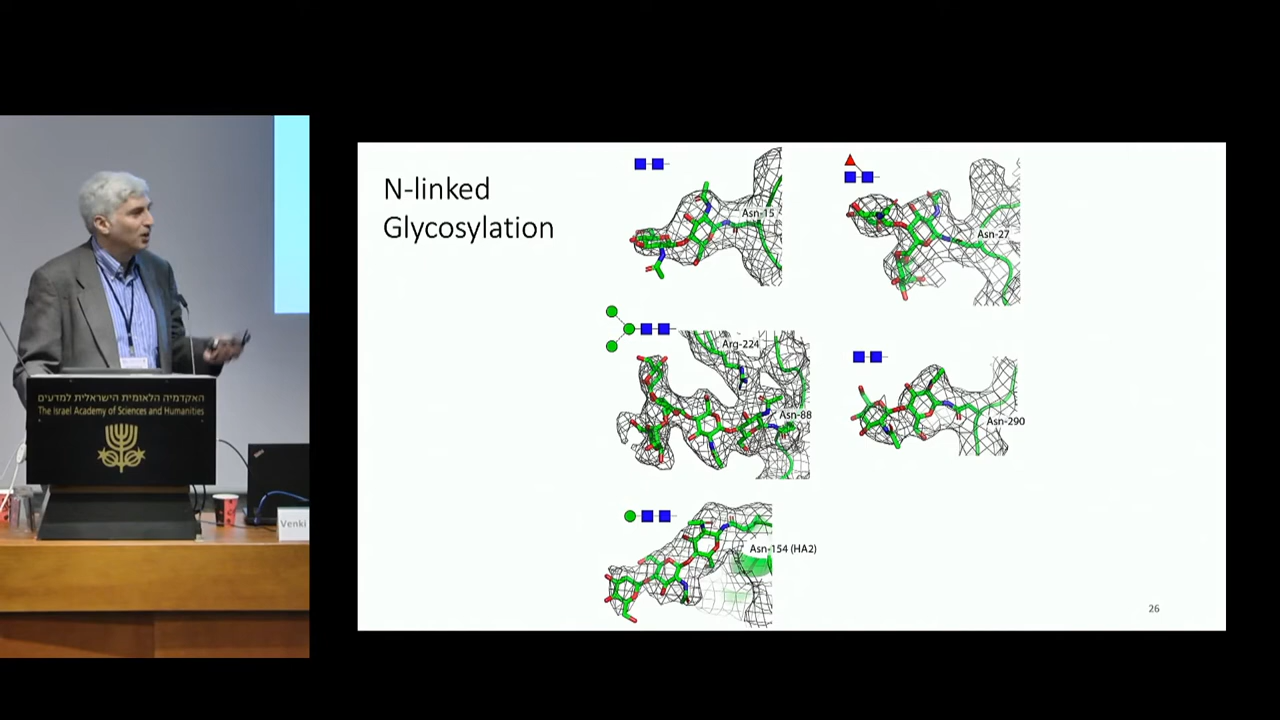 N-linked
Glycosylation
Asn-15
Asn-27
Arg-224
Asn-88
Asn-290
Asn-154 (HA2)
26
האקדמיה הלאומית הישראלית למדעים
The Israel Academy of Sciences and Humanities
Venki